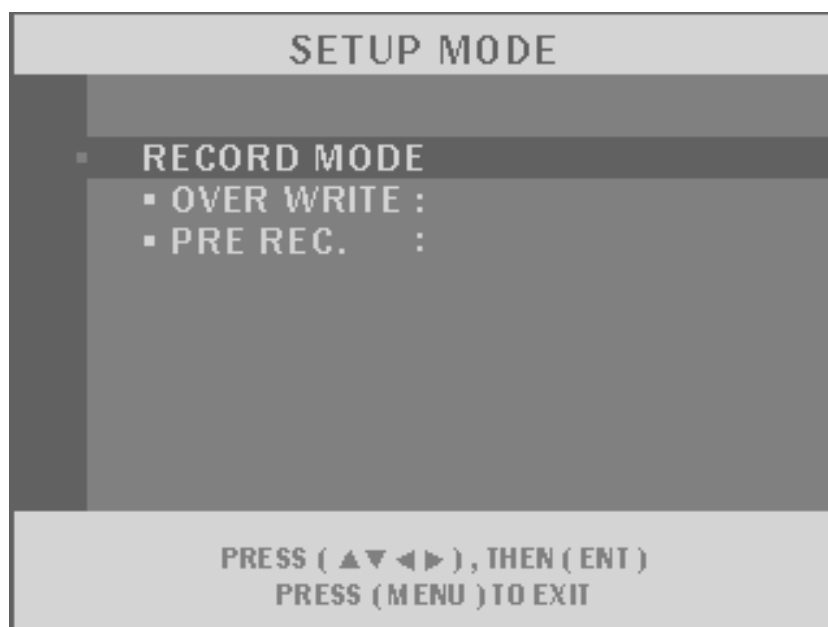 SETUP MODE
RECORD MODE
▪ OVER WRITE :
▪ PRE REC. :
PRESS ( ▲▼ ◀ ▶ ) , THEN ( ENT )
PRESS ( MENU ) TO EXIT